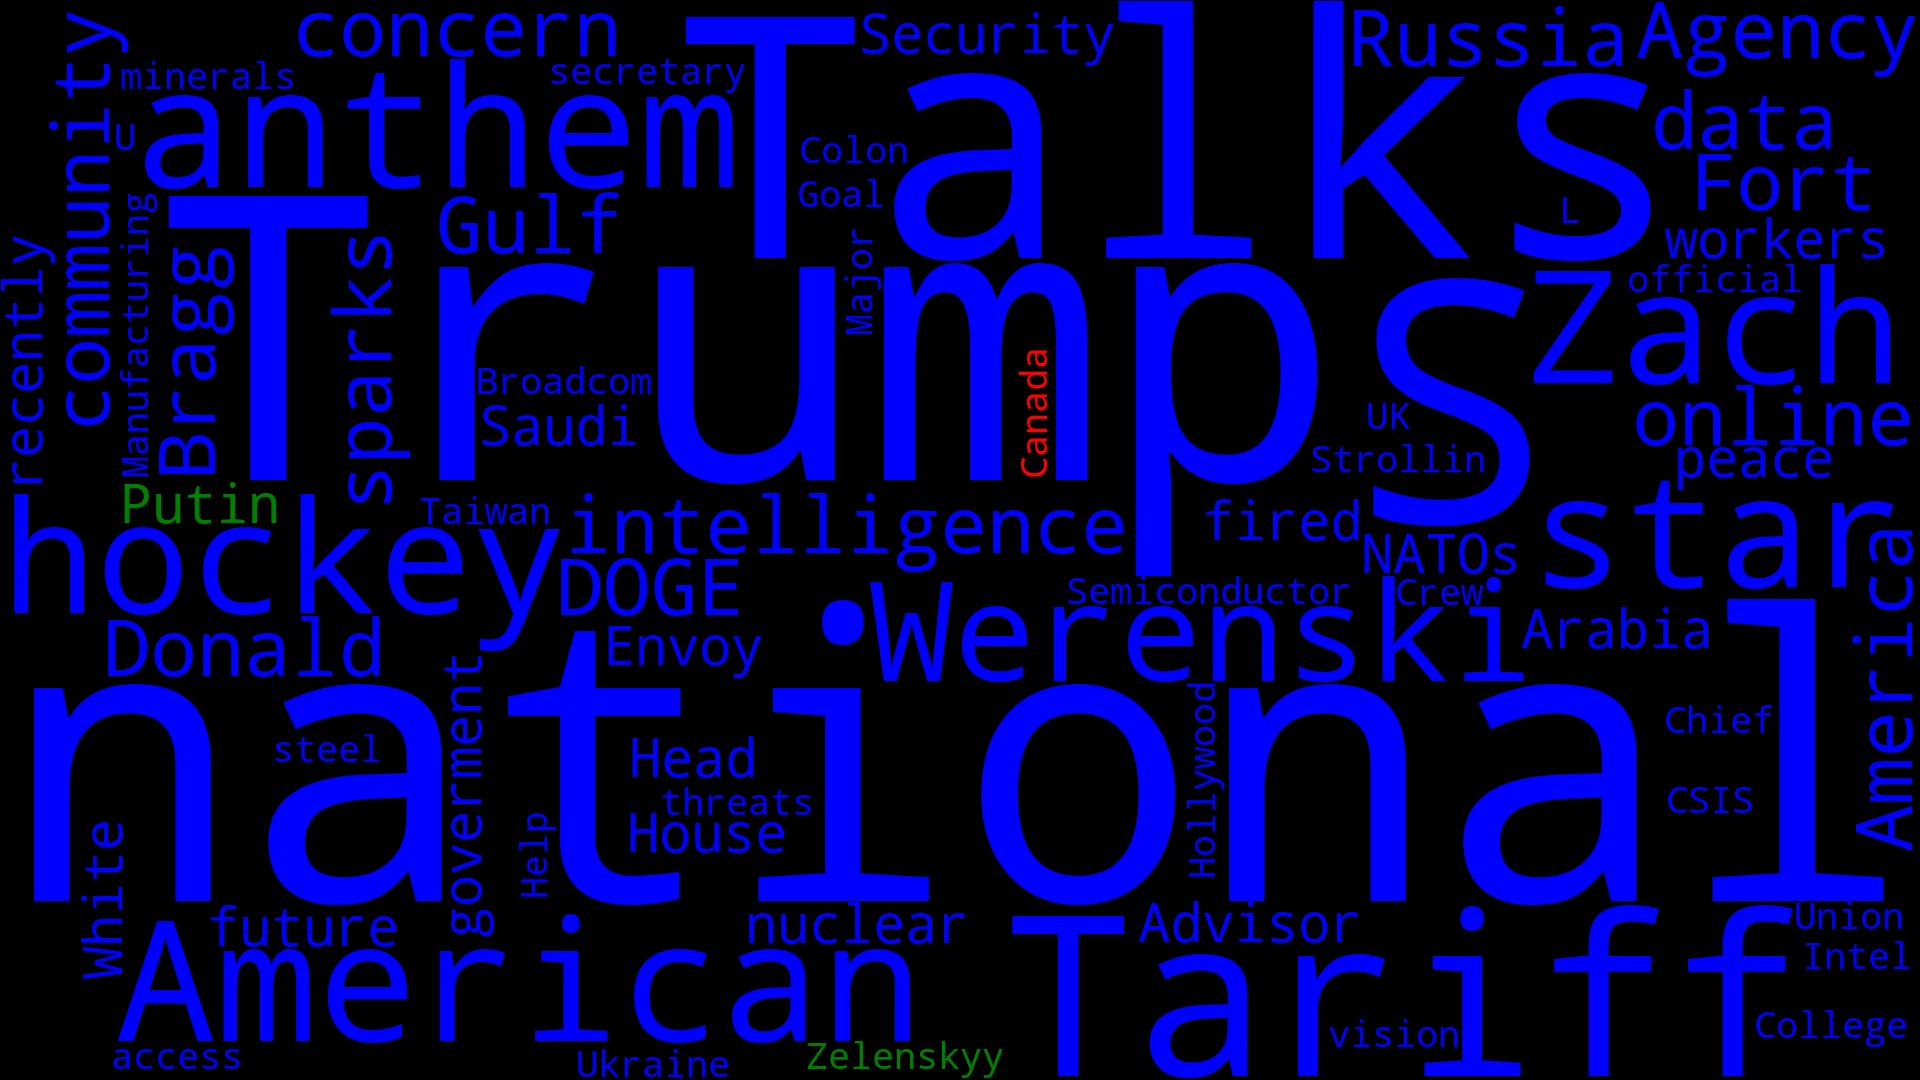 concern
Security
Talks
Russia
Agency
minerals
secretary
anthem
community
U
data
Colon
Fort
Goal
L
Gulf
workers
Trumps
Manufacturing
Bragg
sparks
Major
recently
Zach
official
Canada
Broadcom
Saudi
UK
online
Strollin
peace
Putin
hockey
Taiwan
intelligence
fired
star
NATOs
DOGE
Semiconductor
Crew
Werenski
America
Donald
Envoy
Arabia
national
government
Hollywood
steel
Head
Chief
threats
CSIS
House
Help
White
future
nuclear
Advisor
Union
American
Tariff
Intel
College
vision
access
Ukraine
Zelenskyy